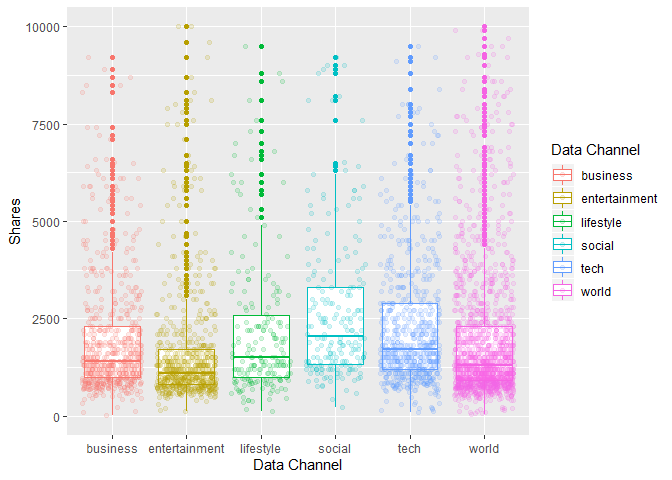 10000
7500
5000
2500
0
Shares
business
entertainment
lifestyle
social
tech
world
Data Channel
Data Channel
business
entertainment
lifestyle
social
tech
world